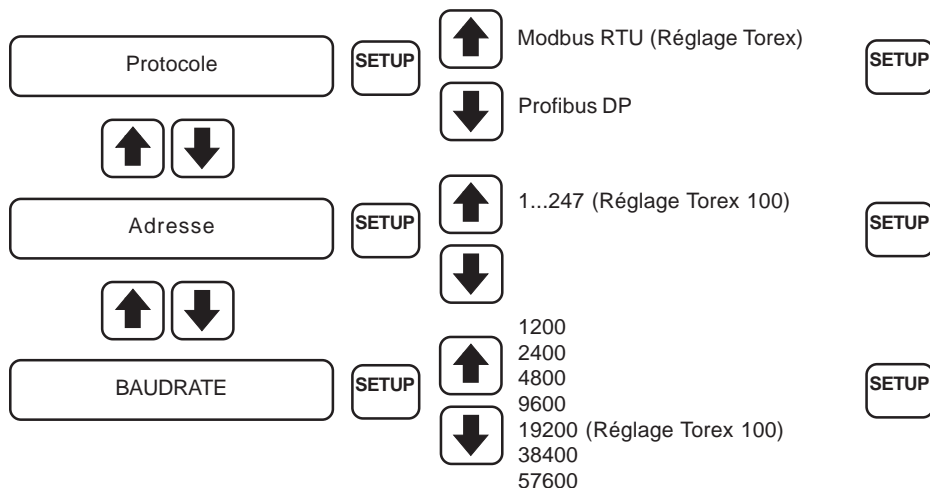 Protocole
SETUP
Modbus RTU (Réglage Torex)
Profibus DP
SETUP
Adresse
SETUP
1...247 (Réglage Torex 100)
SETUP
BAUDRATE
SETUP
1200
2400
4800
9600
19200 (Réglage Torex 100)
38400
57600
SETUP